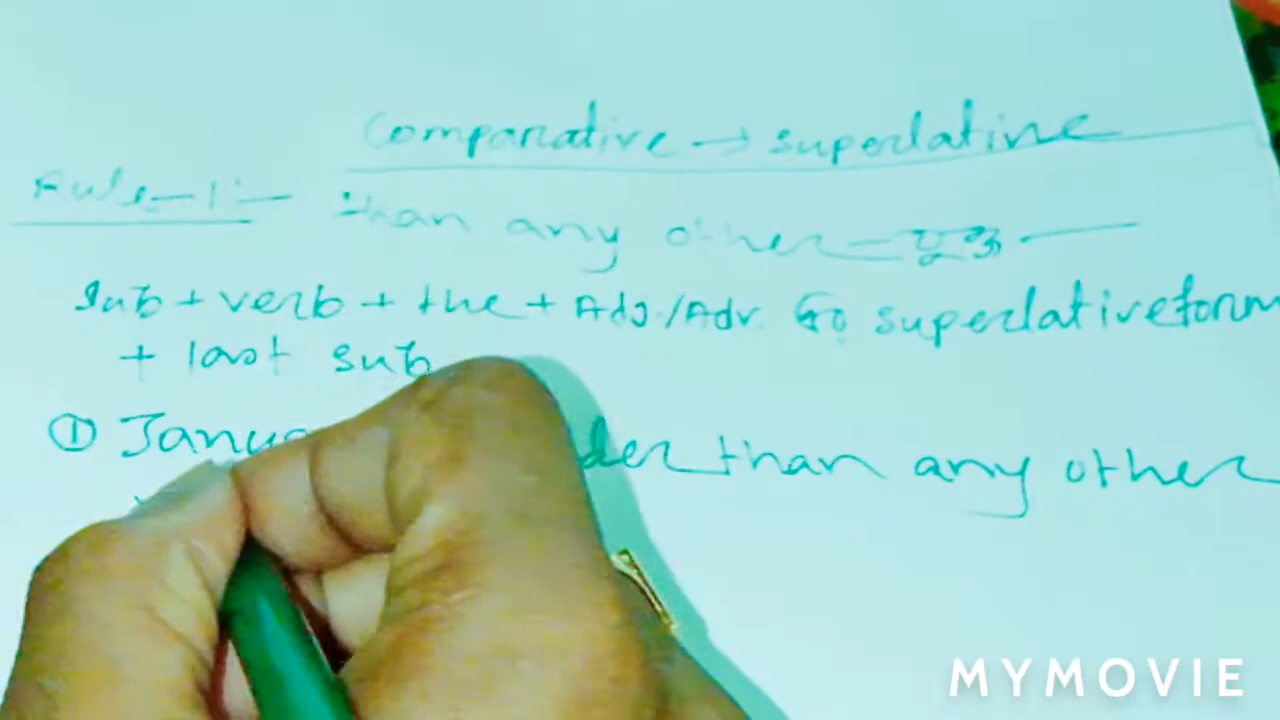 Comparative → superlative
Rule-1:- than any other - যুক্ত
Sub + verb + the + Adj./Adv. এর superlative form
+ last sub
① Janu der than any other
MYMOVIE